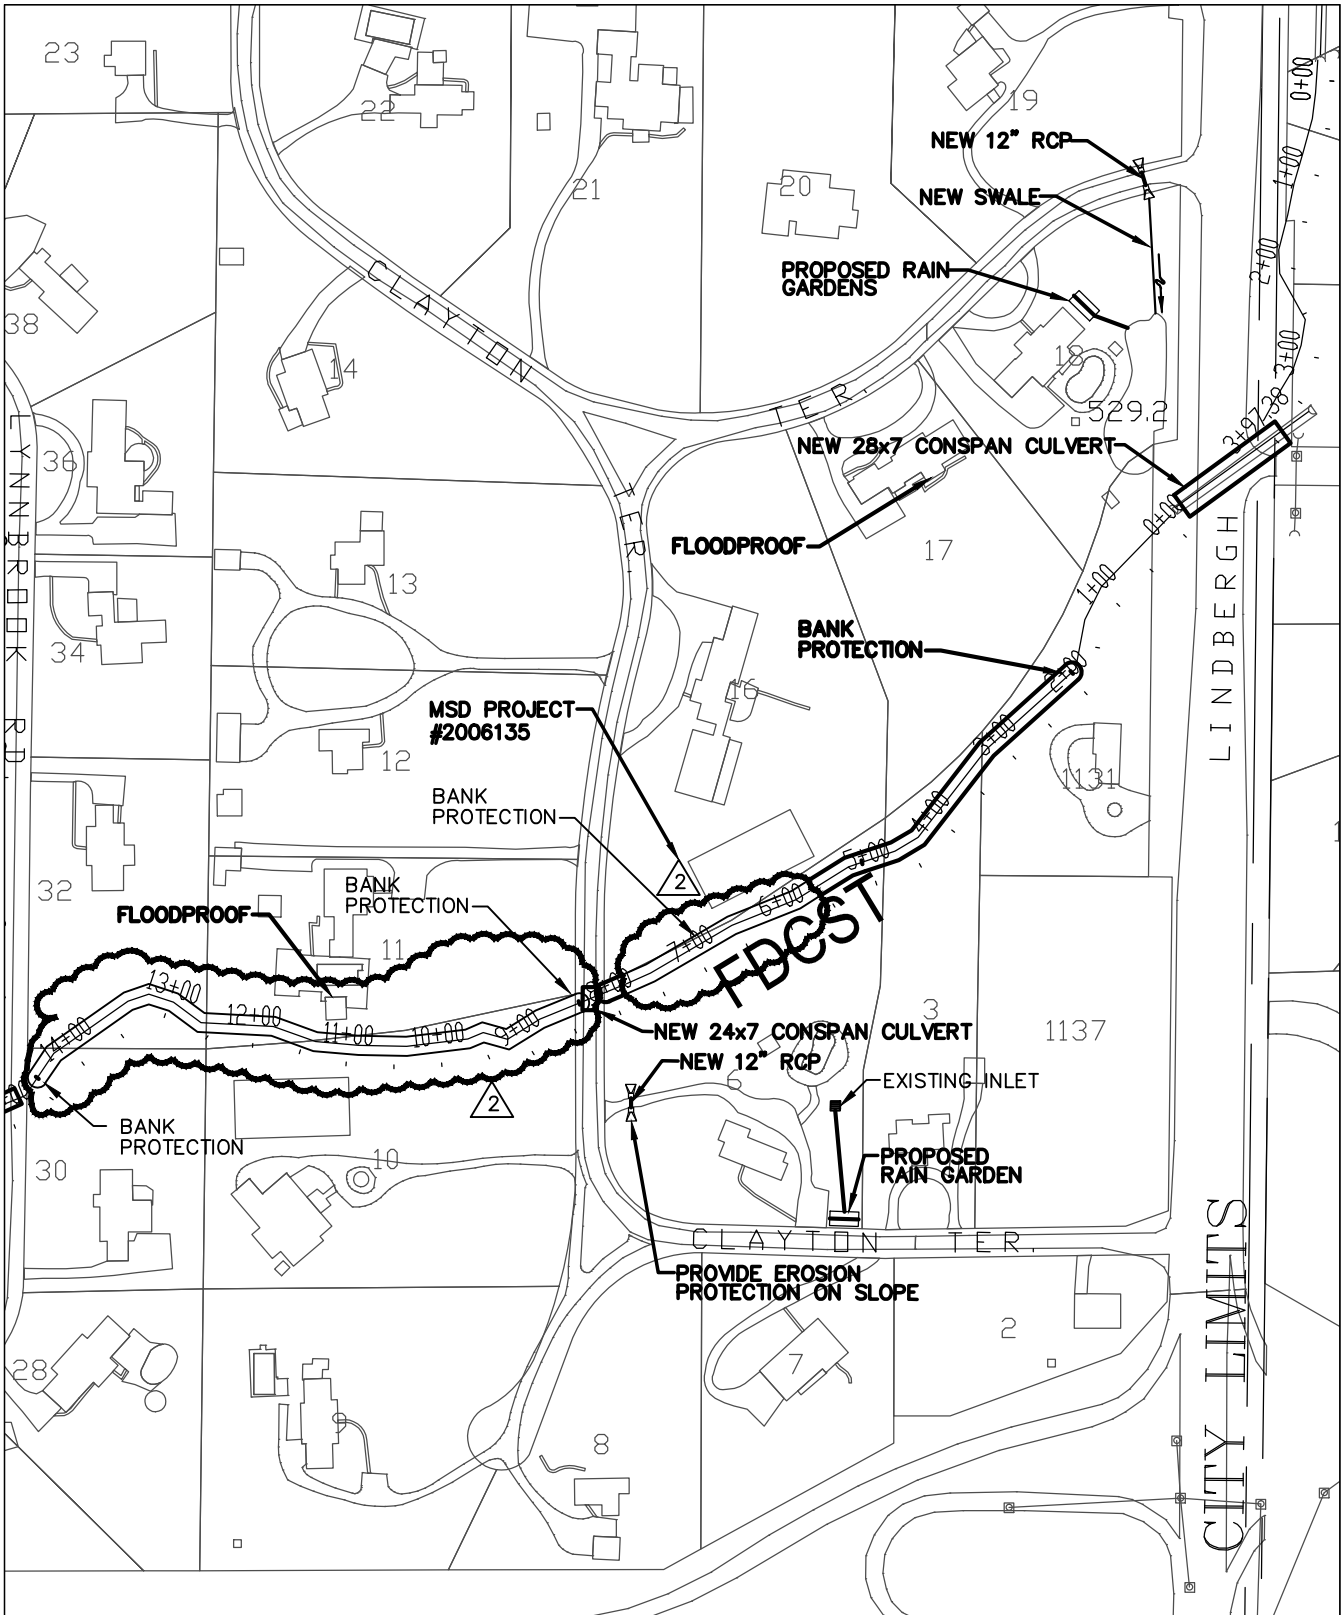 23
22
19
0+00
NEW 12" RCP
1+00
20
21
NEW SWALE
2+00
PROPOSED RAIN
GARDENS
CLAYTON
38
3+00
18
14
TER.
529.2
3+97.38
NEW 28x7 CONSPAN CULVERT
LYNNBROOK RD.
36
TER.
0+00
FLOODPROOF
17
1+00
13
LINDBERGH
BANK
PROTECTION
34
2+00
16
MSD PROJECT
#2006135
3+00
12
1131
BANK
PROTECTION
4+00
5+00
2
32
BANK
PROTECTION
6+00
FLOODPROOF
FDCST
7+00
11
13+00
3
12+00
11+00
10+00
9+00
NEW 24x7 CONSPAN CULVERT
1137
14+00
NEW 12" RCP
EXISTING INLET
2
BANK
PROTECTION
30
10
PROPOSED
RAIN GARDEN
CLAYTON TER.
PROVIDE EROSION
PROTECTION ON SLOPE
CITY LIMITS
2
28
7
8